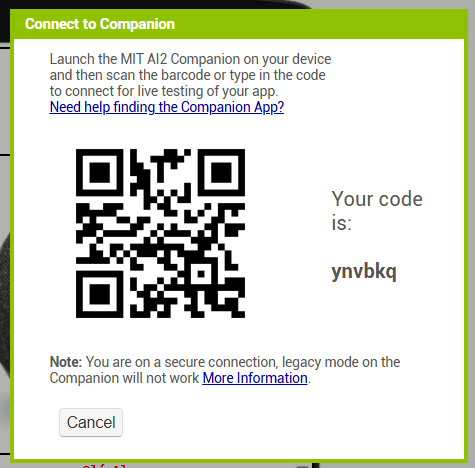 Connect to Companion
Launch the MIT AI2 Companion on your device
and then scan the barcode or type in the code
to connect for live testing of your app.
Need help finding the Companion App?
Your code
is:
ynvbkq
Note: You are on a secure connection, legacy mode on the
Companion will not work More Information.
Cancel